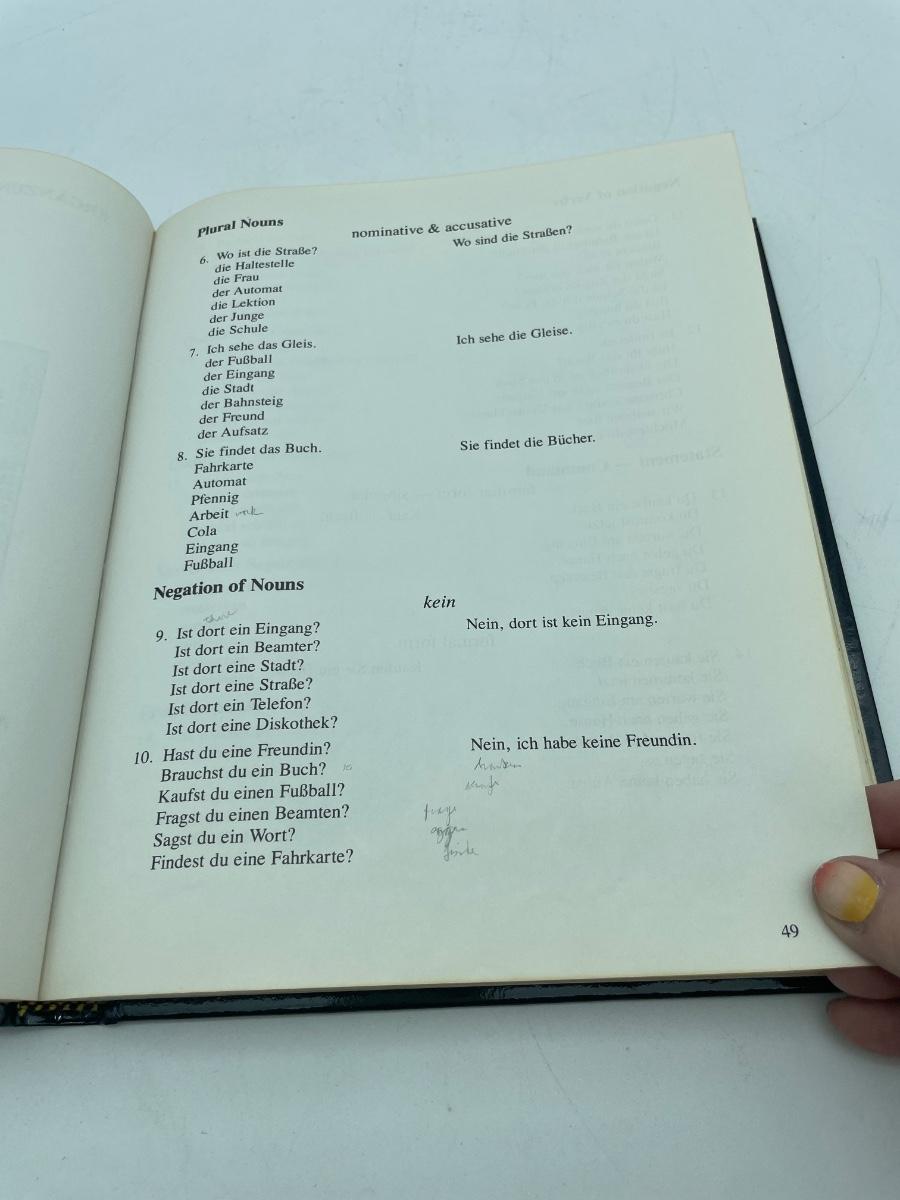 Plural Nouns
nominative & accusative
6. Wo ist die Straße? Wo sind die Straßen?
die Haltestelle
die Frau
der Automat
die Lektion
der Junge
die Schule
7. Ich sehe das Gleis. Ich sehe die Gleise.
der Fußball
der Eingang
die Stadt
der Bahnsteig
der Freund
der Aufsatz
8. Sie findet das Buch. Sie findet die Bücher.
Fahrkarte
Automat
Pfennig
Arbeit
Cola
Eingang
Fußball
Negation of Nouns
kein
9. Ist dort ein Eingang? Nein, dort ist kein Eingang.
Ist dort ein Beamter?
Ist dort eine Stadt?
Ist dort eine Straße?
Ist dort ein Telefon?
Ist dort eine Diskothek?
10. Hast du eine Freundin? Nein, ich habe keine Freundin.
Brauchst du ein Buch?
Kaufst du einen Fußball?
Fragst du einen Beamten?
Sagst du ein Wort?
Findest du eine Fahrkarte?
49